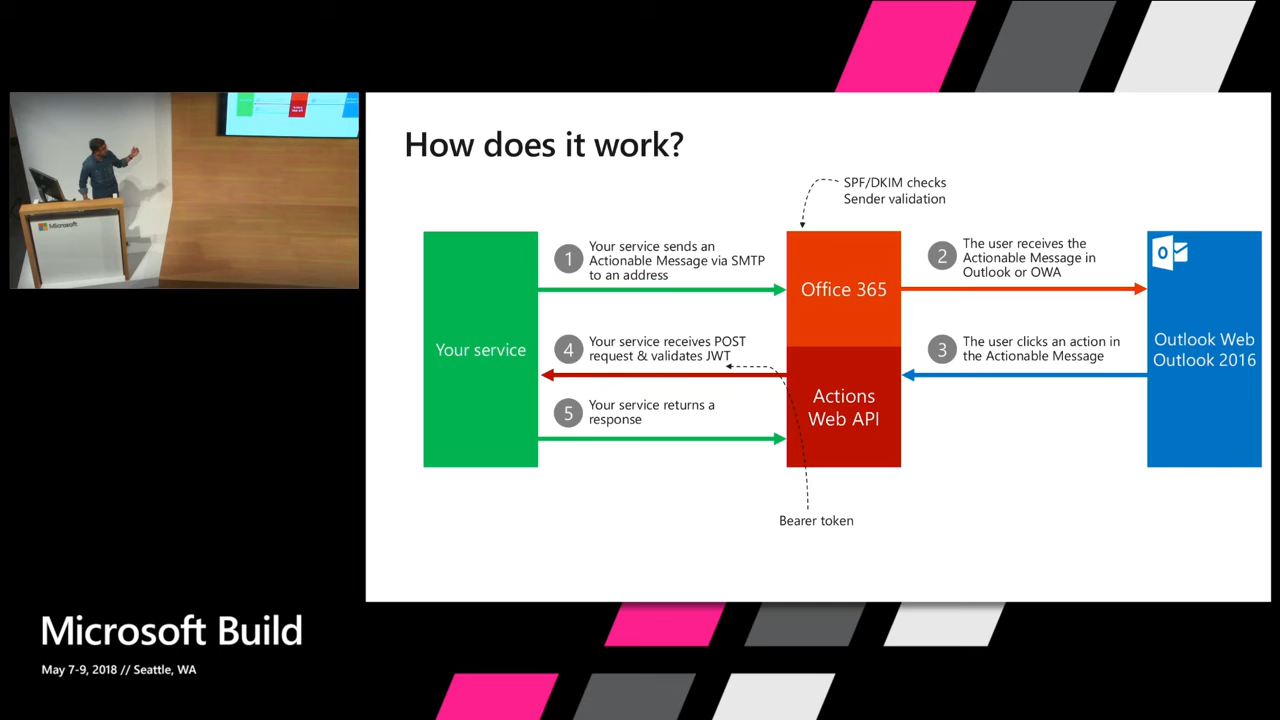 Microsoft
How does it work?
SPF/DKIM checks
Sender validation
1
Your service sends an
Actionable Message via SMTP
to an address
Office 365
2
The user receives the
Actionable Message in
Outlook or OWA
Your service
4
Your service receives POST
request & validates JWT
3
The user clicks an action in
the Actionable Message
Outlook Web
Outlook 2016
Actions
Web API
5
Your service returns a
response
Bearer token
Microsoft Build
May 7-9, 2018 // Seattle, WA